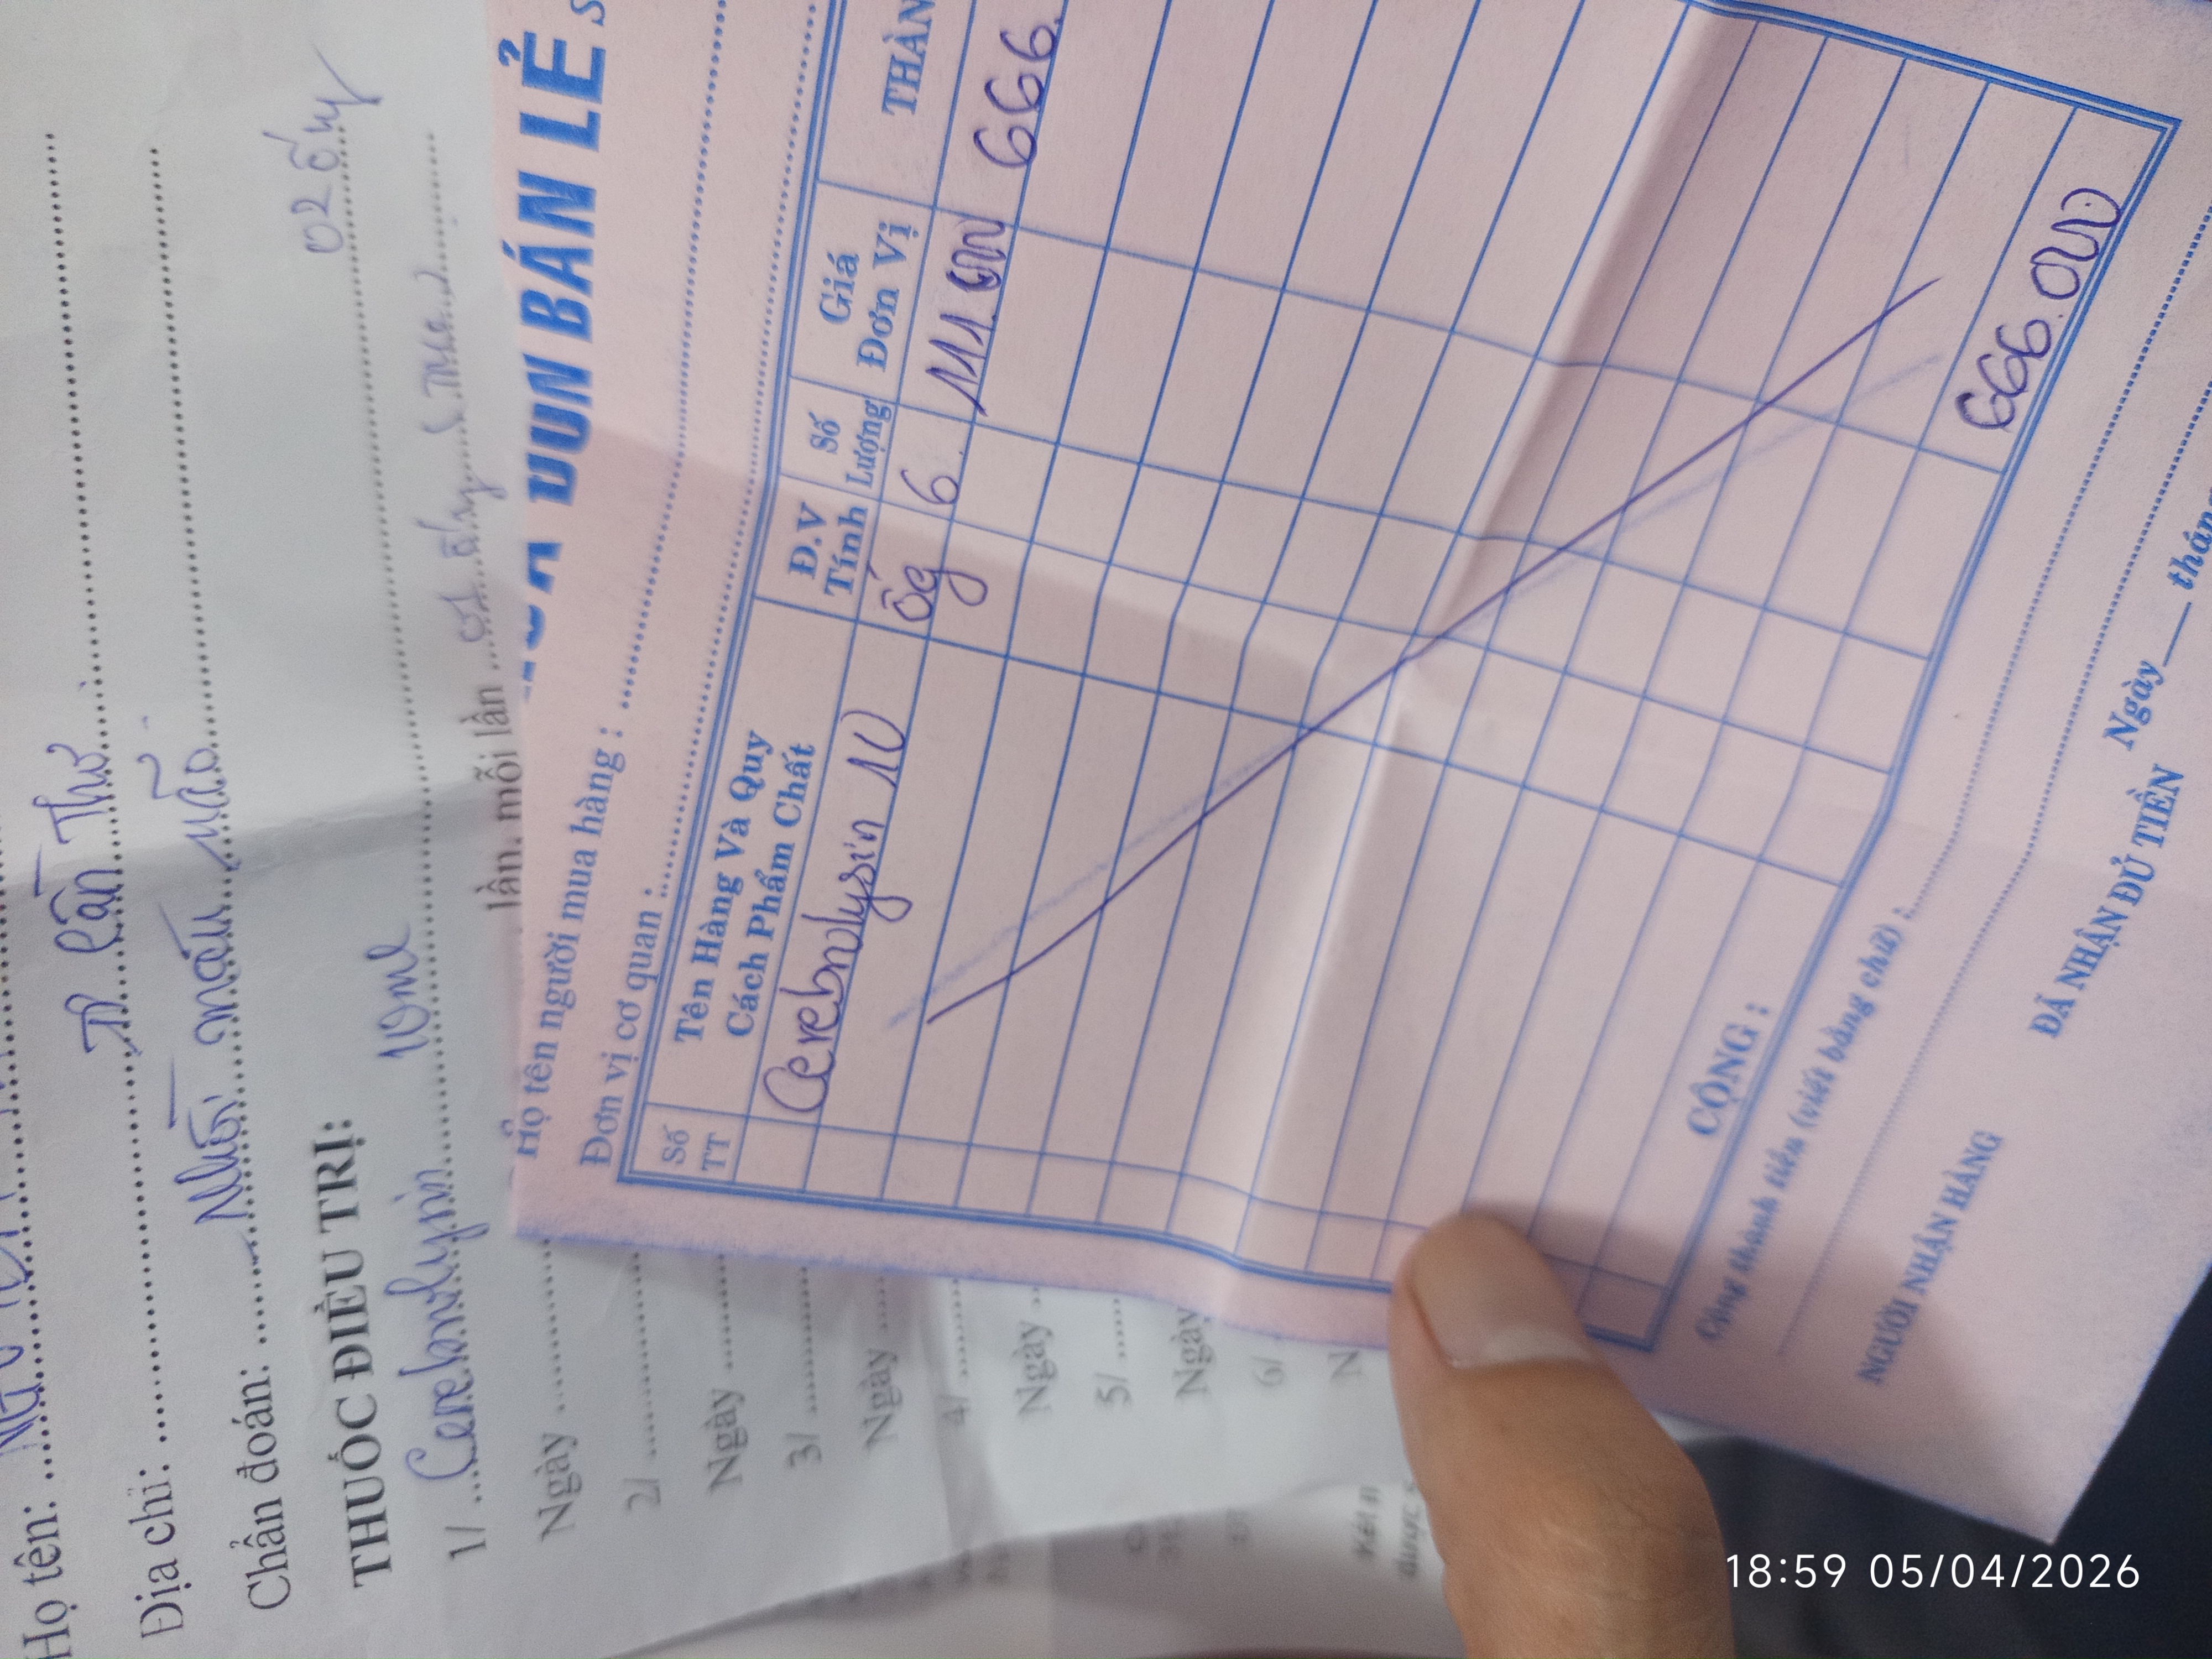 Họ tên:
Địa chỉ: TP Cần Thơ
Chẩn đoán: Nhồi máu não
THUỐC ĐIỀU TRỊ:
1/ Cerebrolysin 10ml 02 ống
Ngày lần, mỗi lần 01 ống
2/
Ngày
3/
Ngày
4/
Ngày
5/
Ngày
6/
N
ĐƠN BÁN LẺ S
Họ tên người mua hàng :
Đơn vị cơ quan :
Số TT Tên Hàng Và Quy Cách Phẩm Chất Đ.V Tính Số Lượng Giá Đơn Vị THÀN
Cerebrolysin 10 ốg 6 111.000 666.
CỘNG : 666.000
Cộng thành tiền (viết bằng chữ) :
Ngày thán
NGƯỜI NHẬN HÀNG ĐÃ NHẬN ĐỦ TIỀN
18:59 05/04/2026